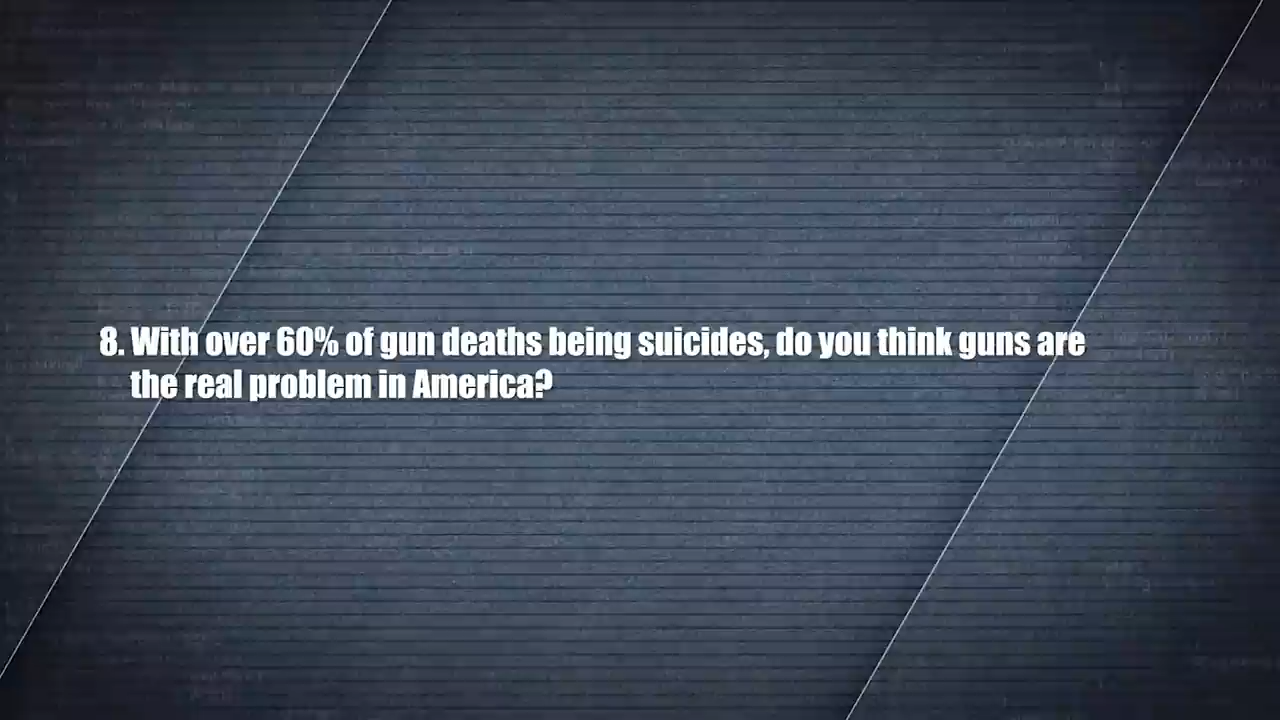 8. With over 60% of gun deaths being suicides, do you think guns are
the real problem in America?